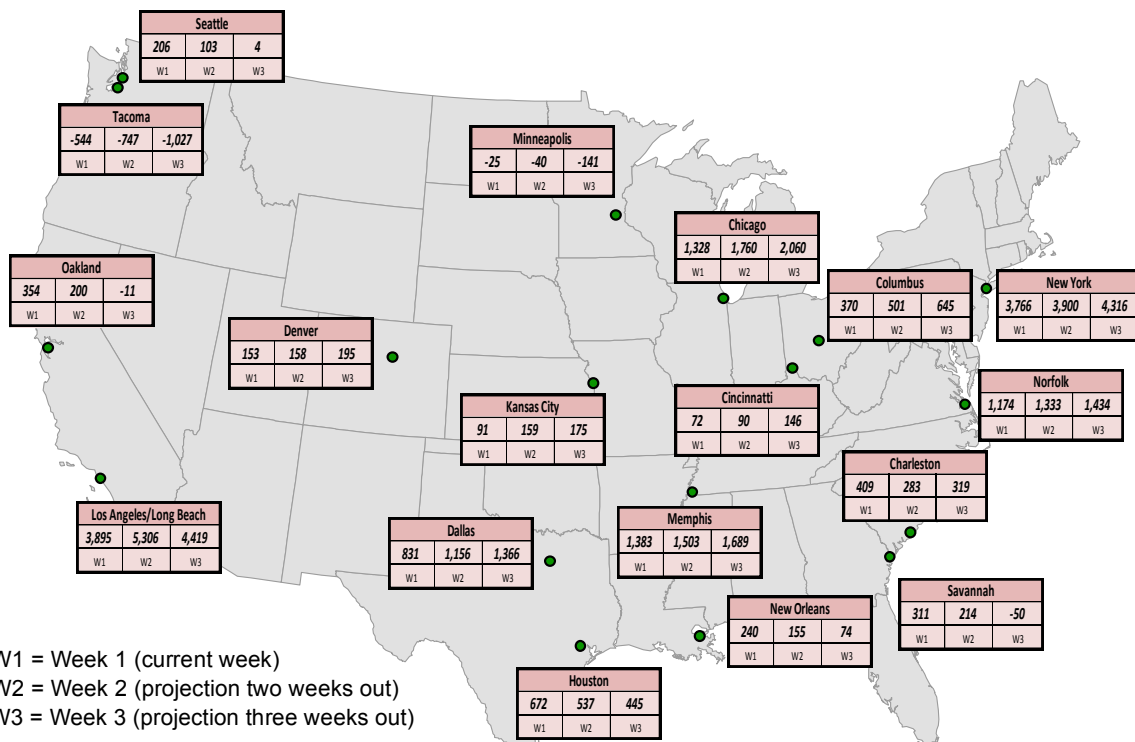 Seattle
206 103 4
W1 W2 W3
Tacoma
-544 -747 -1,027
W1 W2 W3
Minneapolis
-25 -40 -141
W1 W2 W3
Chicago
1,328 1,760 2,060
W1 W2 W3
Oakland
354 200 -11
W1 W2 W3
Columbus
370 501 645
W1 W2 W3
New York
3,766 3,900 4,316
W1 W2 W3
Denver
153 158 195
W1 W2 W3
Norfolk
1,174 1,333 1,434
W1 W2 W3
Kansas City
91 159 175
W1 W2 W3
Cincinnatti
72 90 146
W1 W2 W3
Charleston
409 283 319
W1 W2 W3
Los Angeles/Long Beach
3,895 5,306 4,419
W1 W2 W3
Dallas
831 1,156 1,366
W1 W2 W3
Memphis
1,383 1,503 1,689
W1 W2 W3
Savannah
311 214 -50
W1 W2 W3
New Orleans
240 155 74
W1 W2 W3
Houston
672 537 445
W1 W2 W3
W1 = Week 1 (current week)
W2 = Week 2 (projection two weeks out)
W3 = Week 3 (projection three weeks out)